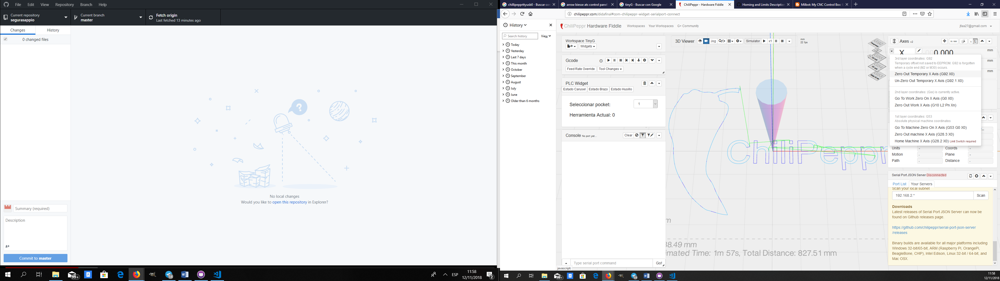 File Edit View Repository Branch Help
Current repository
segurasappio
Current branch
master
Fetch origin
Last fetched 13 minutes ago
Changes History
0 changed files
No local changes
Would you like to open this repository in Explorer?
Summary (required)
Description
Commit to master
99+
54
ESP
11:58
12/11/2018
2
chillipepprttyusb0 - Buscar con
arrow biesse ats control panel -
tinyG - Buscar con Google
ChiliPeppr - Hardware Fiddle
Homing and Limits Description
Milbot: My CNC Control Box:
chilipeppr.com/didafinal#com-chilipeppr-widget-serialport-connect
History
Search history
View
Today
Yesterday
Last 7 days
This month
October
September
August
July
June
Older than 6 months
ChiliPeppr Hardware Fiddle Workspaces Your Workspaces G+ Community
jfaa27@gmail.com
Workspace TinyG
Widgets
Gcode
Feed Rate Override Tool Changes
PLC Widget
Estado Carusel Estado Brazo Estado Husillo
Seleccionar pocket: 1
Herramienta Actual: 0
Console No port yet...
Clear
Type serial port command Go!
javascript:
3D Viewer
Jog
Simulator x1
mm
22 fps
ChiliPeppr
38.49 mm
imated Time: 1m 57s, Total Distance: 827.51 mm
G92
G55
G54
G53
Axes v2
in / mm
s L
X 0.000 mm
mm
mm
3rd layer coordinates: G92
Temporary offset not saved to EEPROM. G92 is forgotten
when a cycle end (M2 or M30) occurs.
Zero Out Temporary X Axis (G92 X0)
Un-Zero Out Temporary X Axis (G92.1 X0)
2nd layer coordinates: (Gxx) is currently active.
Go To Work Zero On X Axis (G0 X0)
Zero Out Work X Axis (G10 L2 Pn Xn)
1st layer coordinates: G53
Absolute physical machine coordinates
Go To Machine Zero On X Axis (G53 G0 X0)
Zero Out machine X Axis (G28.3 X0)
Home Machine X Axis (G28.2 X0) Limit Switch required
Units - Coords -
Motion - Plane -
Path - Distance -
Serial Port JSON Server Disconnected
Port List Your Servers
Scan your local subnet
192.168.2.* Scan
Downloads
Latest releases of Serial Port JSON Server can now be
found on Github releases page.
https://github.com/chilipeppr/serial-port-json-server
/releases
Binary builds are available for all major platforms including
Windows 32-bit/65-bit, ARM (Raspberry Pi, OrangePi,
BeagleBone, CHIP), Intel Edison, Linux 32-bit / 64-bit, and
Mac OSX.
99+
54
11:58
12/11/2018